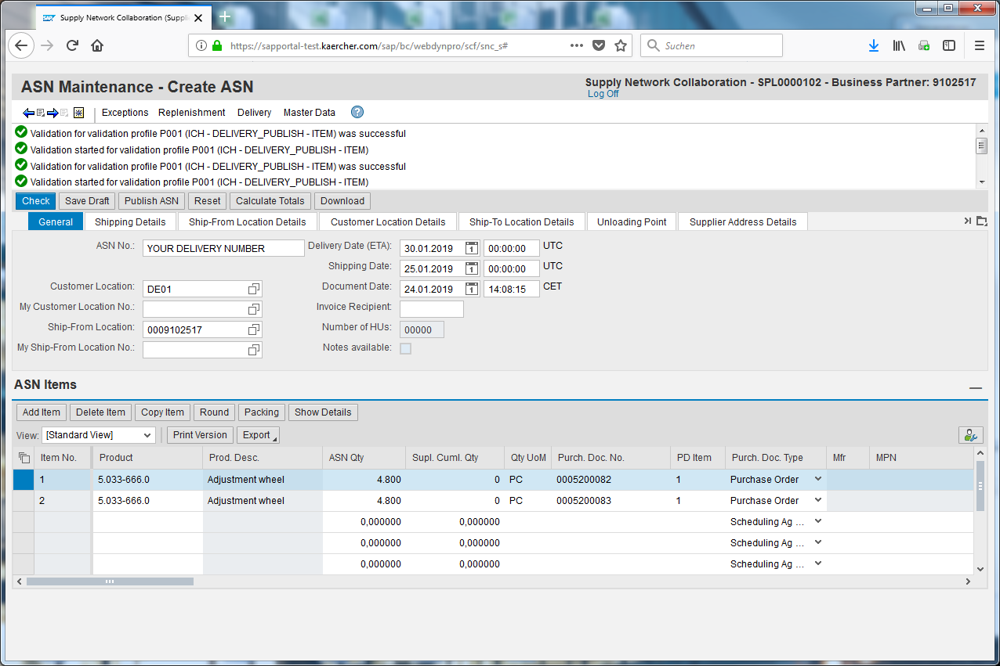 SAP Supply Network Collaboration (Suppl
https://sapportal-test.kaercher.com/sap/bc/webdynpro/scf/snc_s#
Suchen
ASN Maintenance - Create ASN
Supply Network Collaboration - SPL0000102 - Business Partner: 9102517
Log Off
Exceptions Replenishment Delivery Master Data ?
Validation for validation profile P001 (ICH - DELIVERY_PUBLISH - ITEM) was successful
Validation started for validation profile P001 (ICH - DELIVERY_PUBLISH - ITEM)
Validation for validation profile P001 (ICH - DELIVERY_PUBLISH - ITEM) was successful
Validation started for validation profile P001 (ICH - DELIVERY_PUBLISH - ITEM)
Check Save Draft Publish ASN Reset Calculate Totals Download
General Shipping Details Ship-From Location Details Customer Location Details Ship-To Location Details Unloading Point Supplier Address Details
ASN No.: YOUR DELIVERY NUMBER Delivery Date (ETA): 30.01.2019 1 00:00:00 UTC
Shipping Date: 25.01.2019 1 00:00:00 UTC
Customer Location: DE01 Document Date: 24.01.2019 1 14:08:15 CET
My Customer Location No.: Invoice Recipient:
Ship-From Location: 0009102517 Number of HUs: 00000
My Ship-From Location No.: Notes available:
ASN Items
Add Item Delete Item Copy Item Round Packing Show Details
View: [Standard View] Print Version Export
Item No. Product Prod. Desc. ASN Qty Supl. Cuml. Qty Qty UoM Purch. Doc. No. PD Item Purch. Doc. Type Mfr MPN
1 5.033-666.0 Adjustment wheel 4.800 0 PC 0005200082 1 Purchase Order
2 5.033-666.0 Adjustment wheel 4.800 0 PC 0005200083 1 Purchase Order
0,000000 0,000000 Scheduling Ag ...
0,000000 0,000000 Scheduling Ag ...
0,000000 0,000000 Scheduling Ag ...